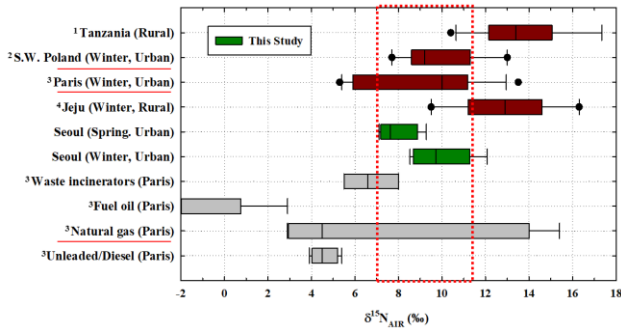 ¹Tanzania (Rural)
This Study
²S.W. Poland (Winter, Urban)
³Paris (Winter, Urban)
⁴Jeju (Winter, Rural)
Seoul (Spring. Urban)
Seoul (Winter, Urban)
³Waste incinerators (Paris)
³Fuel oil (Paris)
³Natural gas (Paris)
³Unleaded/Diesel (Paris)
-2 0 2 4 6 8 10 12 14 16 18
δ¹⁵N_AIR (‰)